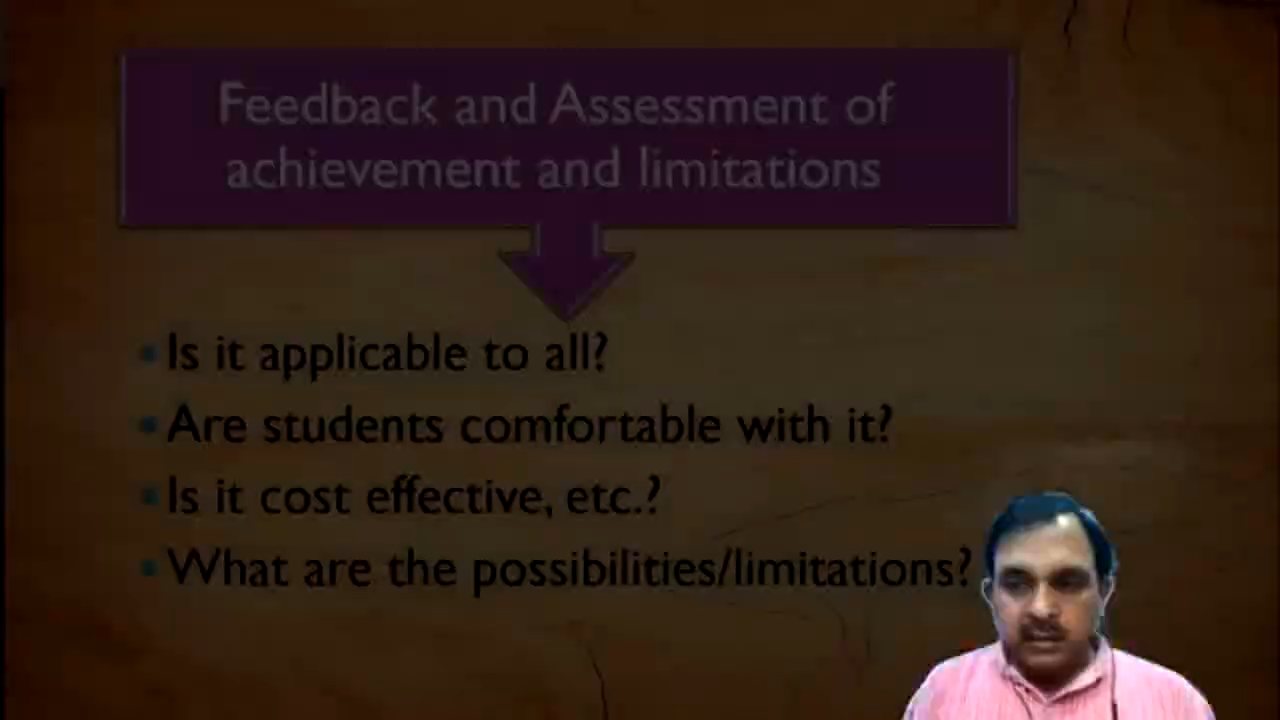 Feedback and Assessment of
achievement and limitations
▪ Is it applicable to all?
▪ Are students comfortable with it?
▪ Is it cost effective, etc.?
▪ What are the possibilities/limitations?